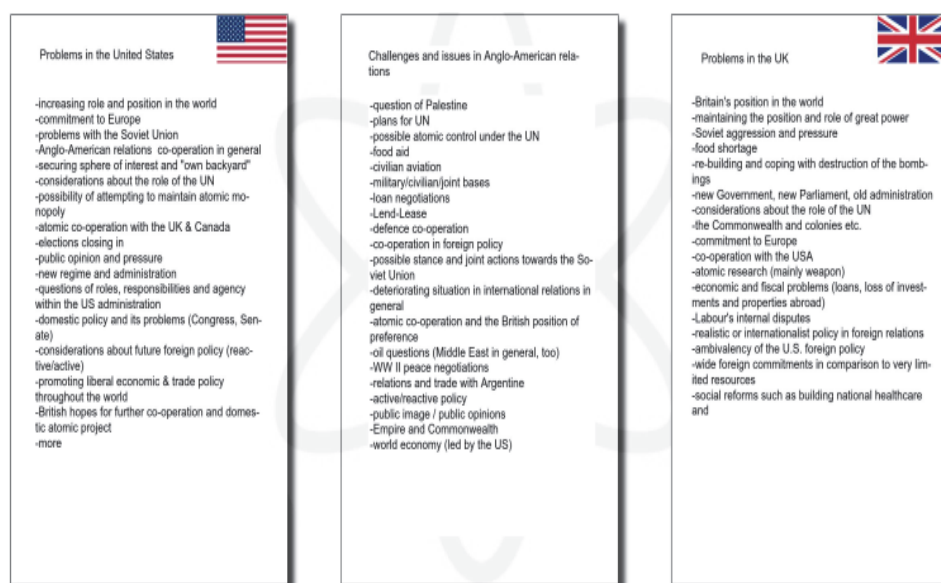 Problems in the United States
-increasing role and position in the world
-commitment to Europe
-problems with the Soviet Union
-Anglo-American relations co-operation in general
-securing sphere of interest and "own backyard"
-considerations about the role of the UN
-possibility of attempting to maintain atomic mo-
nopoly
-atomic co-operation with the UK & Canada
-elections closing in
-public opinion and pressure
-new regime and administration
-questions of roles, responsibilities and agency
within the US administration
-domestic policy and its problems (Congress, Sen-
ate)
-considerations about future foreign policy (reac-
tive/active)
-promoting liberal economic & trade policy
throughout the world
-British hopes for further co-operation and domes-
tic atomic project
-more
Challenges and issues in Anglo-American rela-
tions
-question of Palestine
-plans for UN
-possible atomic control under the UN
-food aid
-civilian aviation
-military/civilian/joint bases
-loan negotiations
-Lend-Lease
-defence co-operation
-co-operation in foreign policy
-possible stance and joint actions towards the So-
viet Union
-deteriorating situation in international relations in
general
-atomic co-operation and the British position of
preference
-oil questions (Middle East in general, too)
-WW II peace negotiations
-relations and trade with Argentine
-active/reactive policy
-public image / public opinions
-Empire and Commonwealth
-world economy (led by the US)
Problems in the UK
-Britain's position in the world
-maintaining the position and role of great power
-Soviet aggression and pressure
-food shortage
-re-building and coping with destruction of the bomb-
ings
-new Government, new Parliament, old administration
-considerations about the role of the UN
-the Commonwealth and colonies etc.
-commitment to Europe
-co-operation with the USA
-atomic research (mainly weapon)
-economic and fiscal problems (loans, loss of invest-
ments and properties abroad)
-Labour's internal disputes
-realistic or internationalist policy in foreign relations
-ambivalency of the U.S. foreign policy
-wide foreign commitments in comparison to very lim-
ited resources
-social reforms such as building national healthcare
and